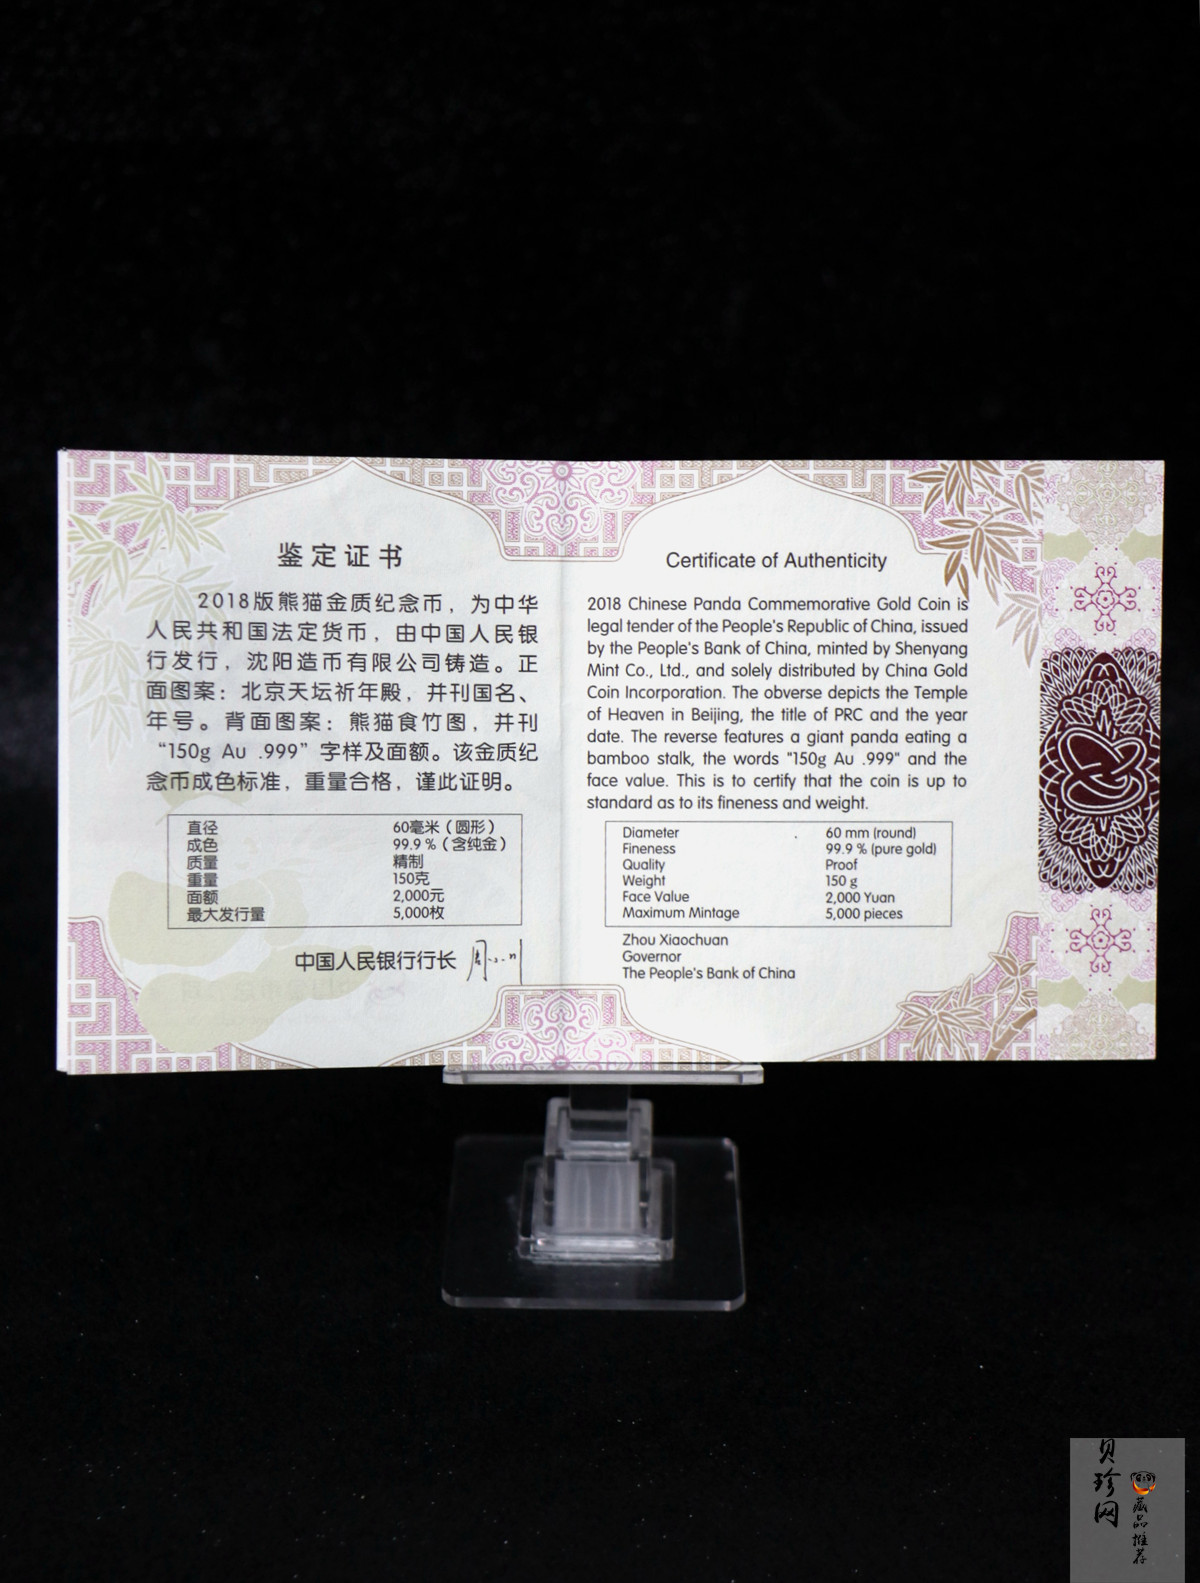 鉴定证书
2018版熊猫金质纪念币，为中华
人民共和国法定货币，由中国人民银
行发行，沈阳造币有限公司铸造。正
面图案：北京天坛祈年殿，并刊国名、
年号。背面图案：熊猫食竹图，并刊
“150g Au .999”字样及面额。该金质纪
念币成色标准，重量合格，谨此证明。
直径 60毫米（圆形）
成色 99.9 %（含纯金）
质量 精制
重量 150克
面额 2,000元
最大发行量 5,000枚
中国人民银行行长 周小川
Certificate of Authenticity
2018 Chinese Panda Commemorative Gold Coin is
legal tender of the People's Republic of China, issued
by the People's Bank of China, minted by Shenyang
Mint Co., Ltd., and solely distributed by China Gold
Coin Incorporation. The obverse depicts the Temple
of Heaven in Beijing, the title of PRC and the year
date. The reverse features a giant panda eating a
bamboo stalk, the words "150g Au .999" and the
face value. This is to certify that the coin is up to
standard as to its fineness and weight.
Diameter 60 mm (round)
Fineness 99.9 % (pure gold)
Quality Proof
Weight 150 g
Face Value 2,000 Yuan
Maximum Mintage 5,000 pieces
Zhou Xiaochuan
Governor
The People's Bank of China
贝珍网
藏品推荐